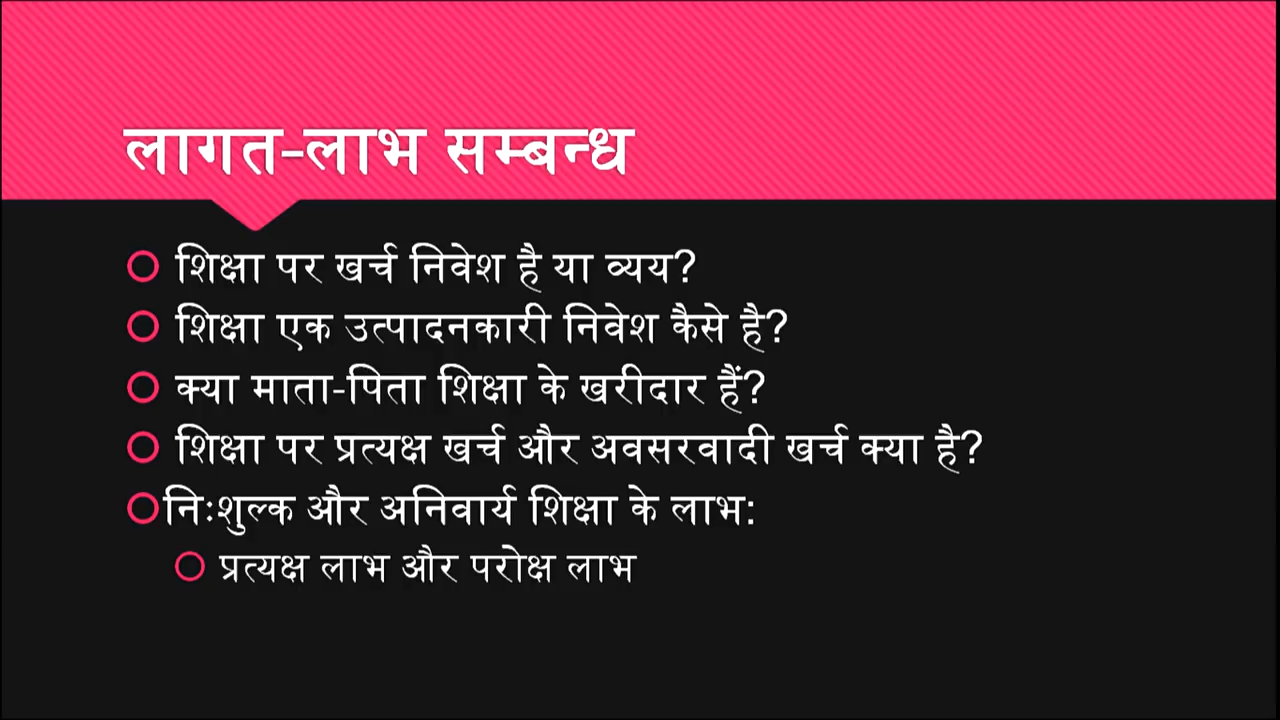 लागत-लाभ सम्बन्ध
शिक्षा पर खर्च निवेश है या व्यय?
शिक्षा एक उत्पादनकारी निवेश कैसे है?
क्या माता-पिता शिक्षा के खरीदार हैं?
शिक्षा पर प्रत्यक्ष खर्च और अवसरवादी खर्च क्या है?
निःशुल्क और अनिवार्य शिक्षा के लाभ:
प्रत्यक्ष लाभ और परोक्ष लाभ